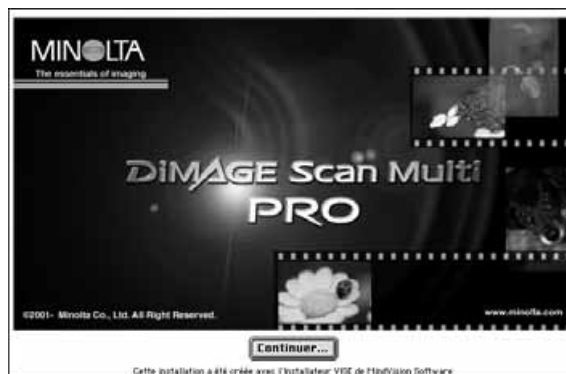 MINOLTA
The essentials of imaging
DiMAGE Scan Multi
PRO
©2001- Minolta Co., Ltd. All Right Reserved.
www.minolta.com
Continuer...
Cette installation a été créée avec l'Installateur VISE de MindVision Software